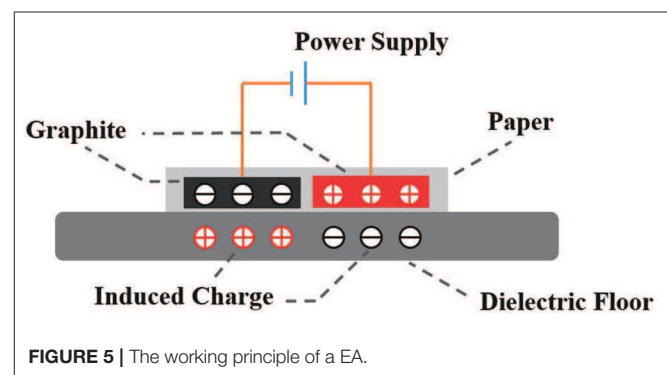 Power Supply
Graphite
Paper
Induced Charge
Dielectric Floor
FIGURE 5 | The working principle of a EA.